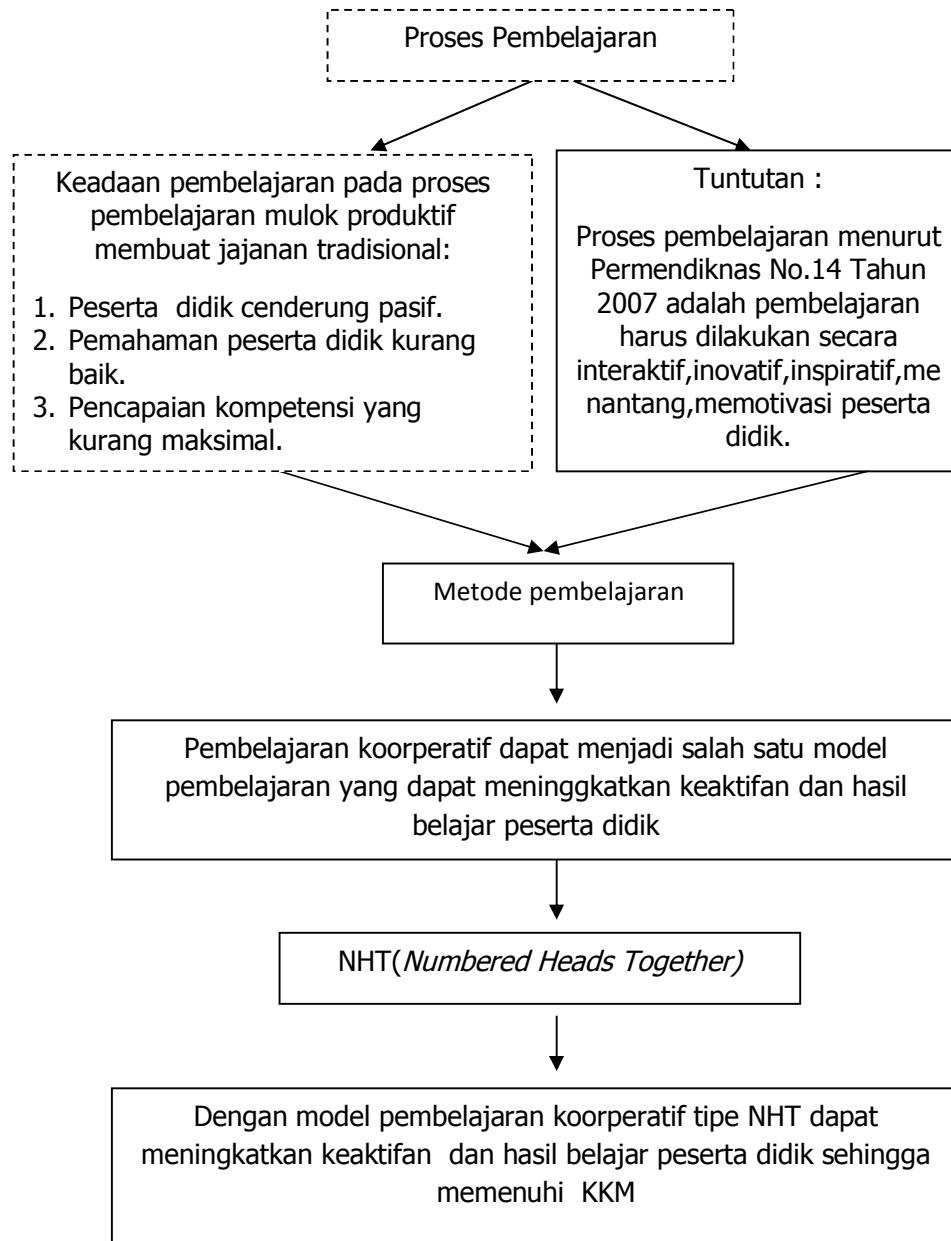 Proses Pembelajaran
Keadaan pembelajaran pada proses
pembelajaran mulok produktif
membuat jajanan tradisional:
1. Peserta didik cenderung pasif.
2. Pemahaman peserta didik kurang
baik.
3. Pencapaian kompetensi yang
kurang maksimal.
Tuntutan :
Proses pembelajaran menurut
Permendiknas No.14 Tahun
2007 adalah pembelajaran
harus dilakukan secara
interaktif,inovatif,inspiratif,me
nantang,memotivasi peserta
didik.
Metode pembelajaran
Pembelajaran koorperatif dapat menjadi salah satu model
pembelajaran yang dapat meninggkatkan keaktifan dan hasil
belajar peserta didik
NHT(Numbered Heads Together)
Dengan model pembelajaran koorperatif tipe NHT dapat
meningkatkan keaktifan dan hasil belajar peserta didik sehingga
memenuhi KKM